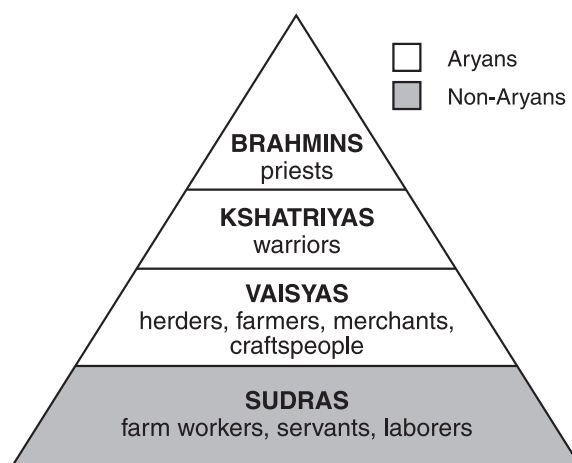 Aryans
Non-Aryans
BRAHMINS
priests
KSHATRIYAS
warriors
VAISYAS
herders, farmers, merchants,
craftspeople
SUDRAS
farm workers, servants, laborers